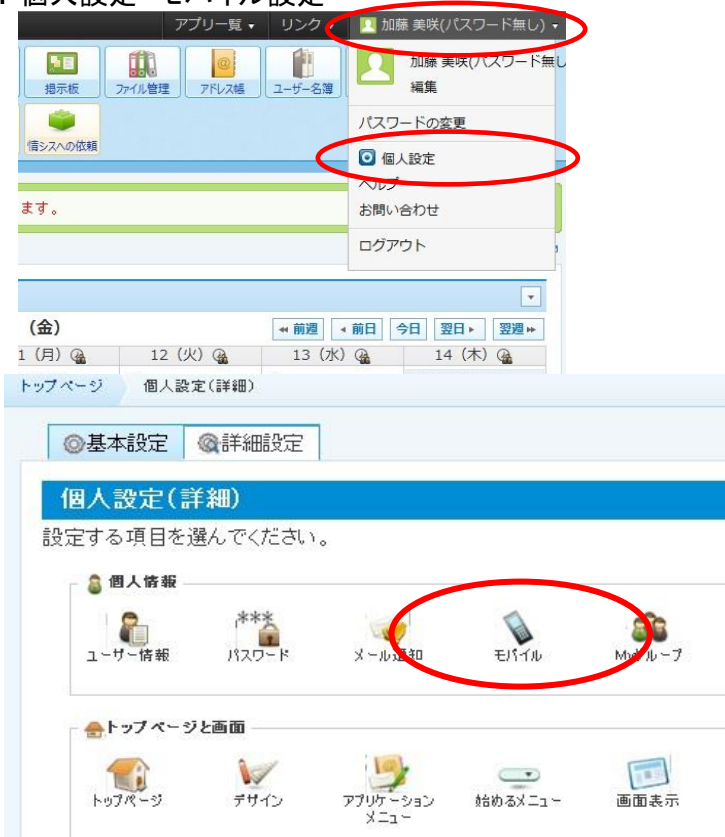 個人設定 モバイル設定
アプリ一覧 リンク 加藤 美咲(パスワード無し)
掲示板 ファイル管理 アドレス帳 ユーザー名簿
加藤 美咲(パスワード無し
編集
パスワードの変更
情シスへの依頼
個人設定
ヘルプ
ます。
お問い合わせ
ログアウト
(金)
前週 前日 今日 翌日 翌週
1 (月) 12 (火) 13 (水) 14 (木)
トップページ 個人設定(詳細)
基本設定 詳細設定
個人設定(詳細)
設定する項目を選んでください。
個人情報
***
ユーザー情報 パスワード メール通知 モバイル Myグループ
トップページと画面
トップページ デザイン アプリケーション 始めるメニュー 画面表示
メニュー